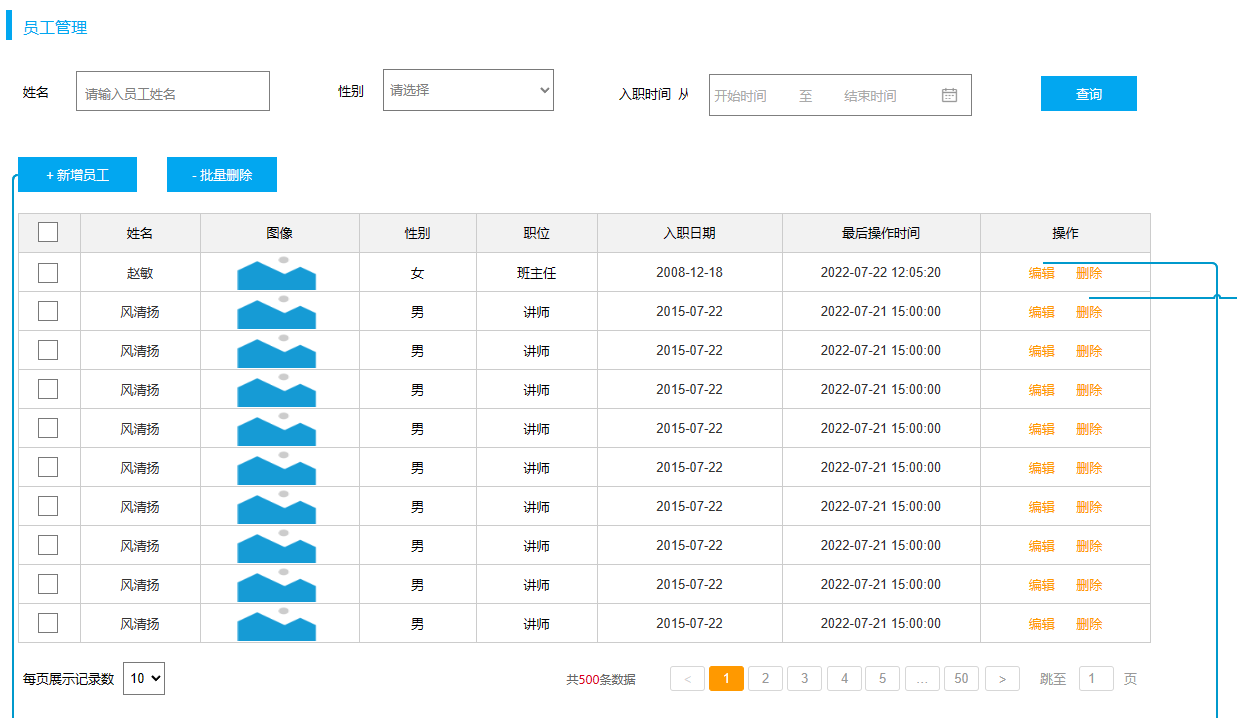 员工管理
姓名 请输入员工姓名 性别 请选择 入职时间 从 开始时间 至 结束时间 查询
+ 新增员工 - 批量删除
姓名 图像 性别 职位 入职日期 最后操作时间 操作
赵敏 女 班主任 2008-12-18 2022-07-22 12:05:20 编辑 删除
风清扬 男 讲师 2015-07-22 2022-07-21 15:00:00 编辑 删除
风清扬 男 讲师 2015-07-22 2022-07-21 15:00:00 编辑 删除
风清扬 男 讲师 2015-07-22 2022-07-21 15:00:00 编辑 删除
风清扬 男 讲师 2015-07-22 2022-07-21 15:00:00 编辑 删除
风清扬 男 讲师 2015-07-22 2022-07-21 15:00:00 编辑 删除
风清扬 男 讲师 2015-07-22 2022-07-21 15:00:00 编辑 删除
风清扬 男 讲师 2015-07-22 2022-07-21 15:00:00 编辑 删除
风清扬 男 讲师 2015-07-22 2022-07-21 15:00:00 编辑 删除
风清扬 男 讲师 2015-07-22 2022-07-21 15:00:00 编辑 删除
每页展示记录数 10 共500条数据 < 1 2 3 4 5 ... 50 > 跳至 1 页